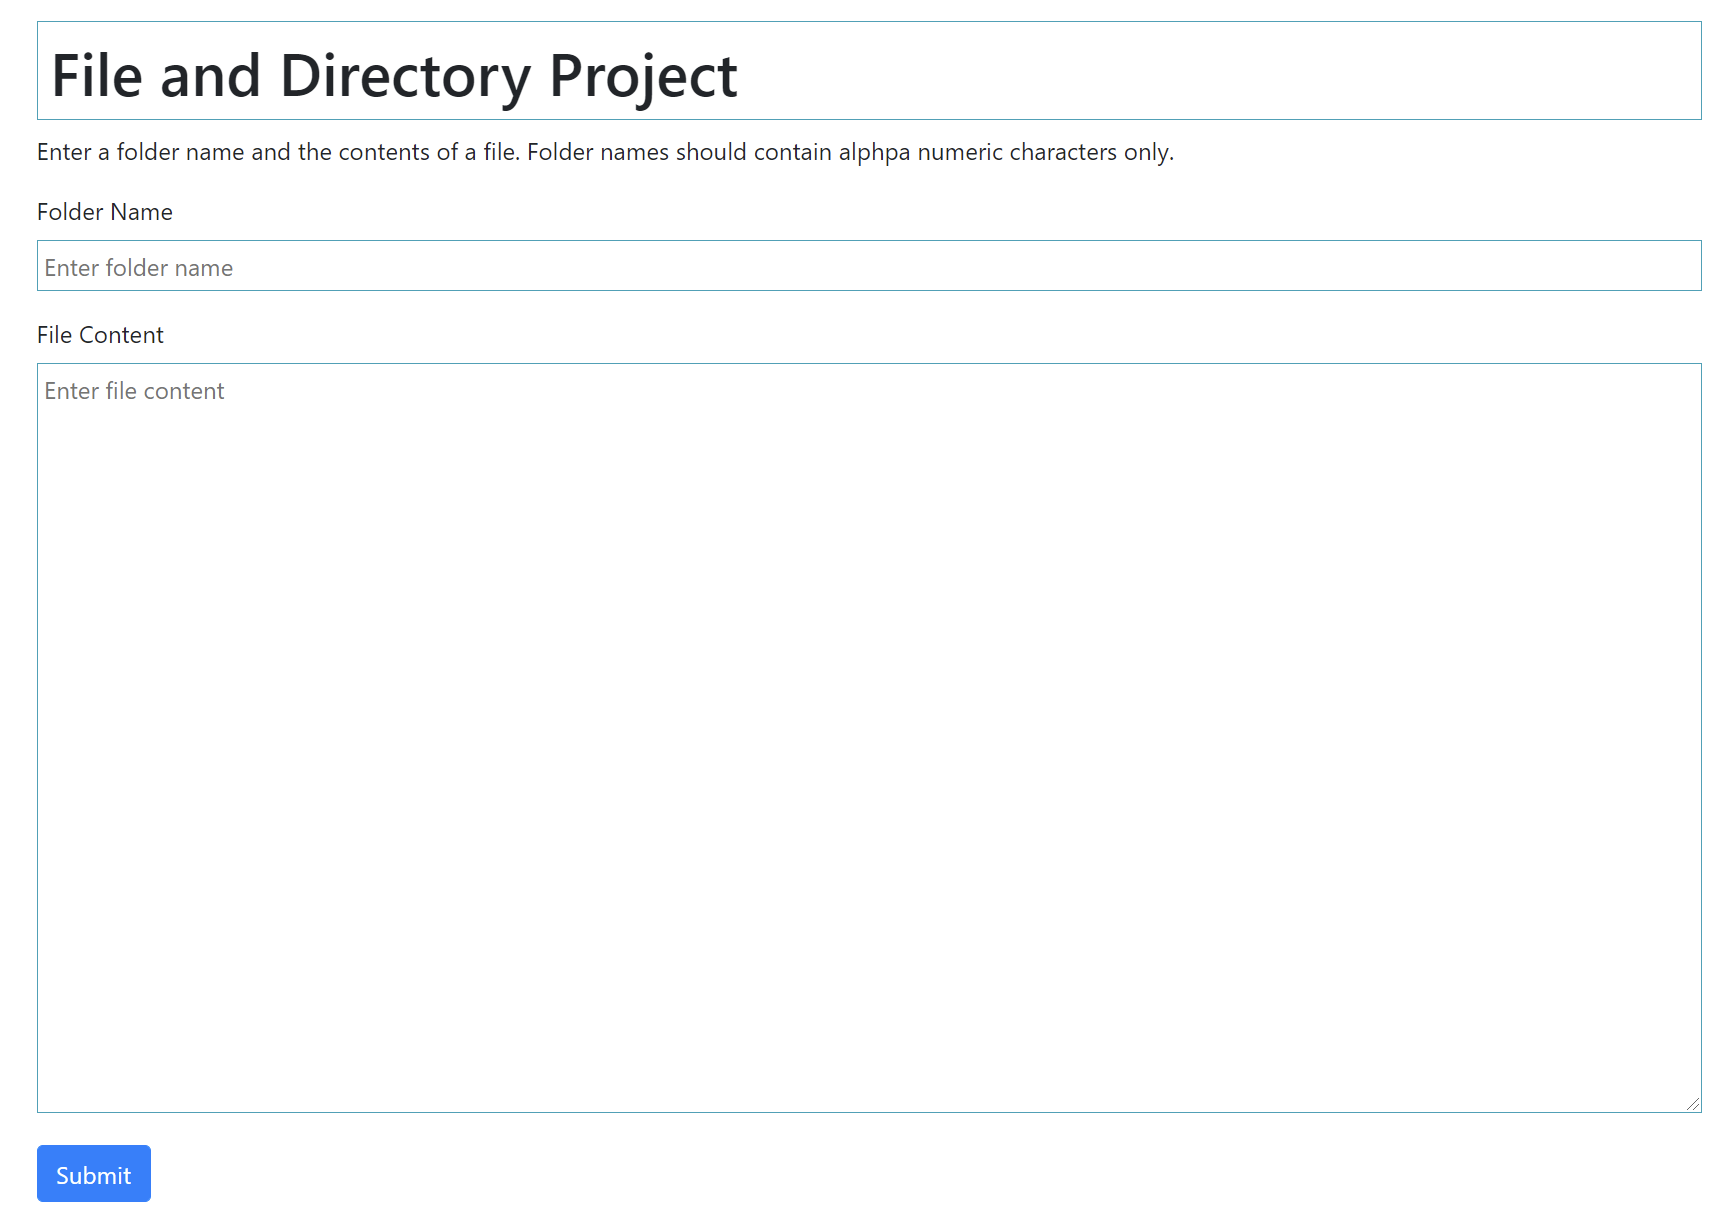 File and Directory Project
Enter a folder name and the contents of a file. Folder names should contain alphpa numeric characters only.
Folder Name
Enter folder name
File Content
Enter file content
Submit